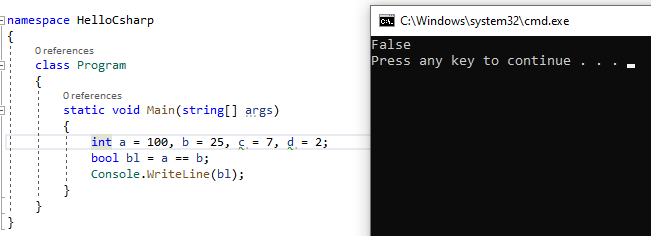 namespace HelloCsharp
{
0 references
class Program
{
0 references
static void Main(string[] args)
{
int a = 100, b = 25, c = 7, d = 2;
bool bl = a == b;
Console.WriteLine(bl);
}
}
}
C:\Windows\system32\cmd.exe
False
Press any key to continue . . .